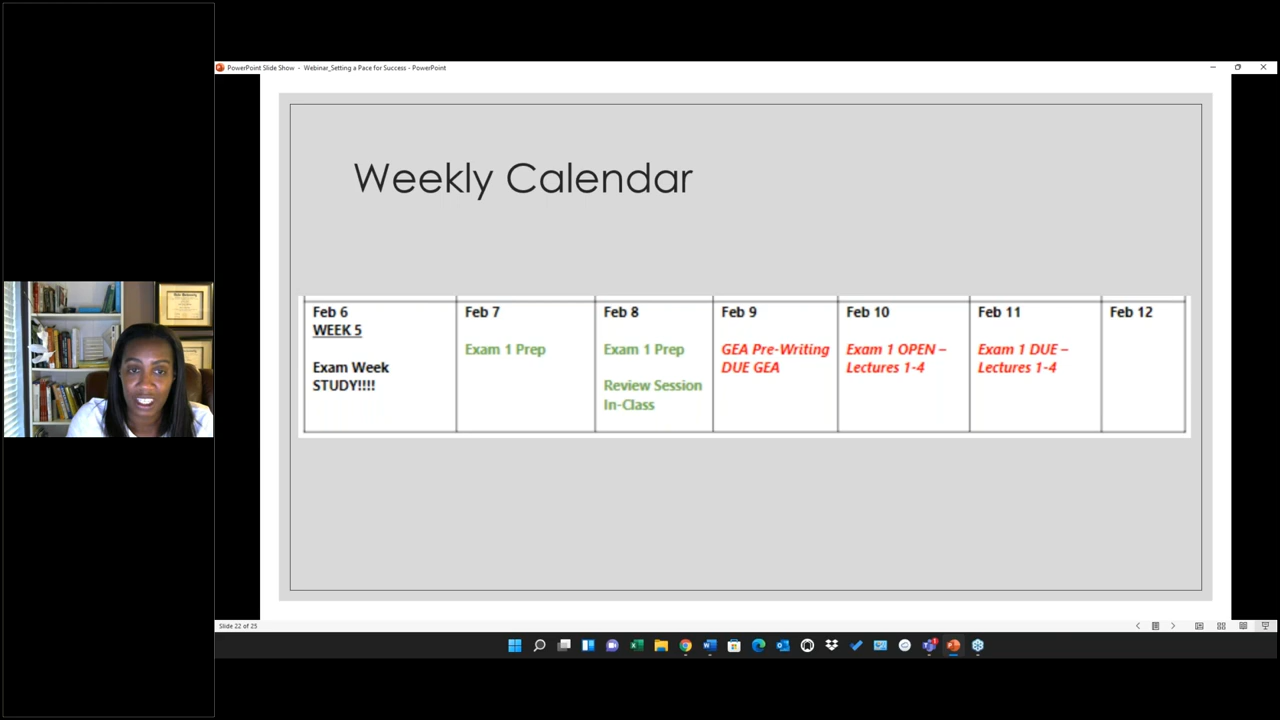 PowerPoint Slide Show - Webinar_Setting a Pace for Success - PowerPoint
Weekly Calendar
Feb 6
WEEK 5
Exam Week
STUDY!!!!
Feb 7
Exam 1 Prep
Feb 8
Exam 1 Prep
Review Session
In-Class
Feb 9
GEA Pre-Writing
DUE GEA
Feb 10
Exam 1 OPEN –
Lectures 1-4
Feb 11
Exam 1 DUE –
Lectures 1-4
Feb 12
Slide 22 of 25